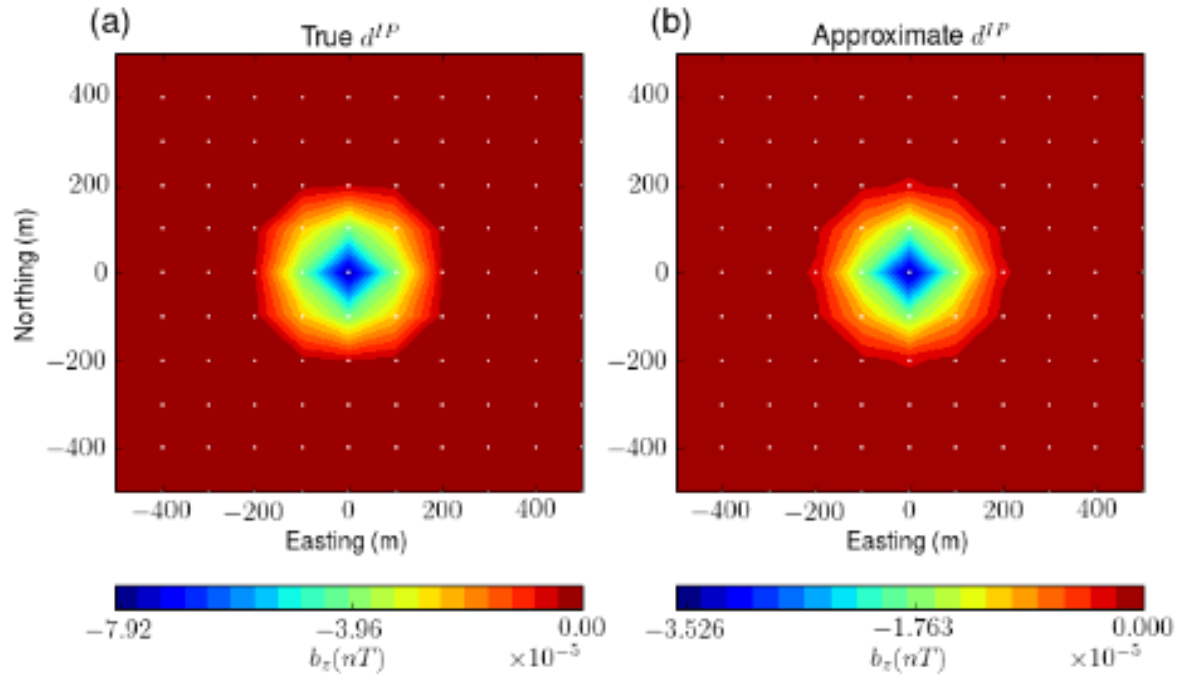 (a)
True d^{IP}
400
200
0
−200
−400
Northing (m)
−400 −200 0 200 400
Easting (m)
−7.92 −3.96 0.00
b_z(nT) ×10^{−5}
(b)
Approximate d^{IP}
400
200
0
−200
−400
−400 −200 0 200 400
Easting (m)
−3.526 −1.763 0.000
b_z(nT) ×10^{−5}